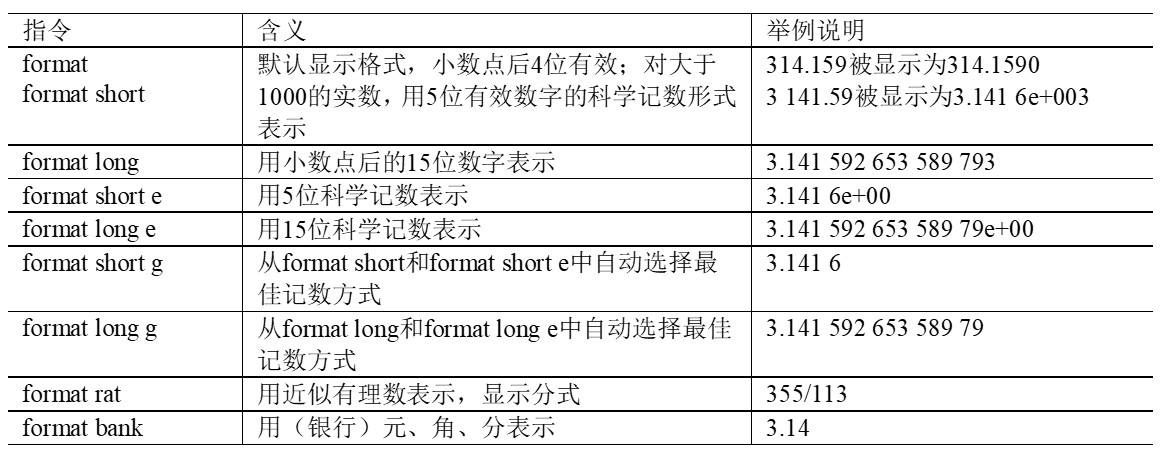 指令 含义 举例说明
format 默认显示格式，小数点后4位有效；对大于 314.159被显示为314.1590
format short 1000的实数，用5位有效数字的科学记数形式 3 141.59被显示为3.141 6e+003
表示
format long 用小数点后的15位数字表示 3.141 592 653 589 793
format short e 用5位科学记数表示 3.141 6e+00
format long e 用15位科学记数表示 3.141 592 653 589 79e+00
format short g 从format short和format short e中自动选择最 3.141 6
佳记数方式
format long g 从format long和format long e中自动选择最佳 3.141 592 653 589 79
记数方式
format rat 用近似有理数表示，显示分式 355/113
format bank 用（银行）元、角、分表示 3.14